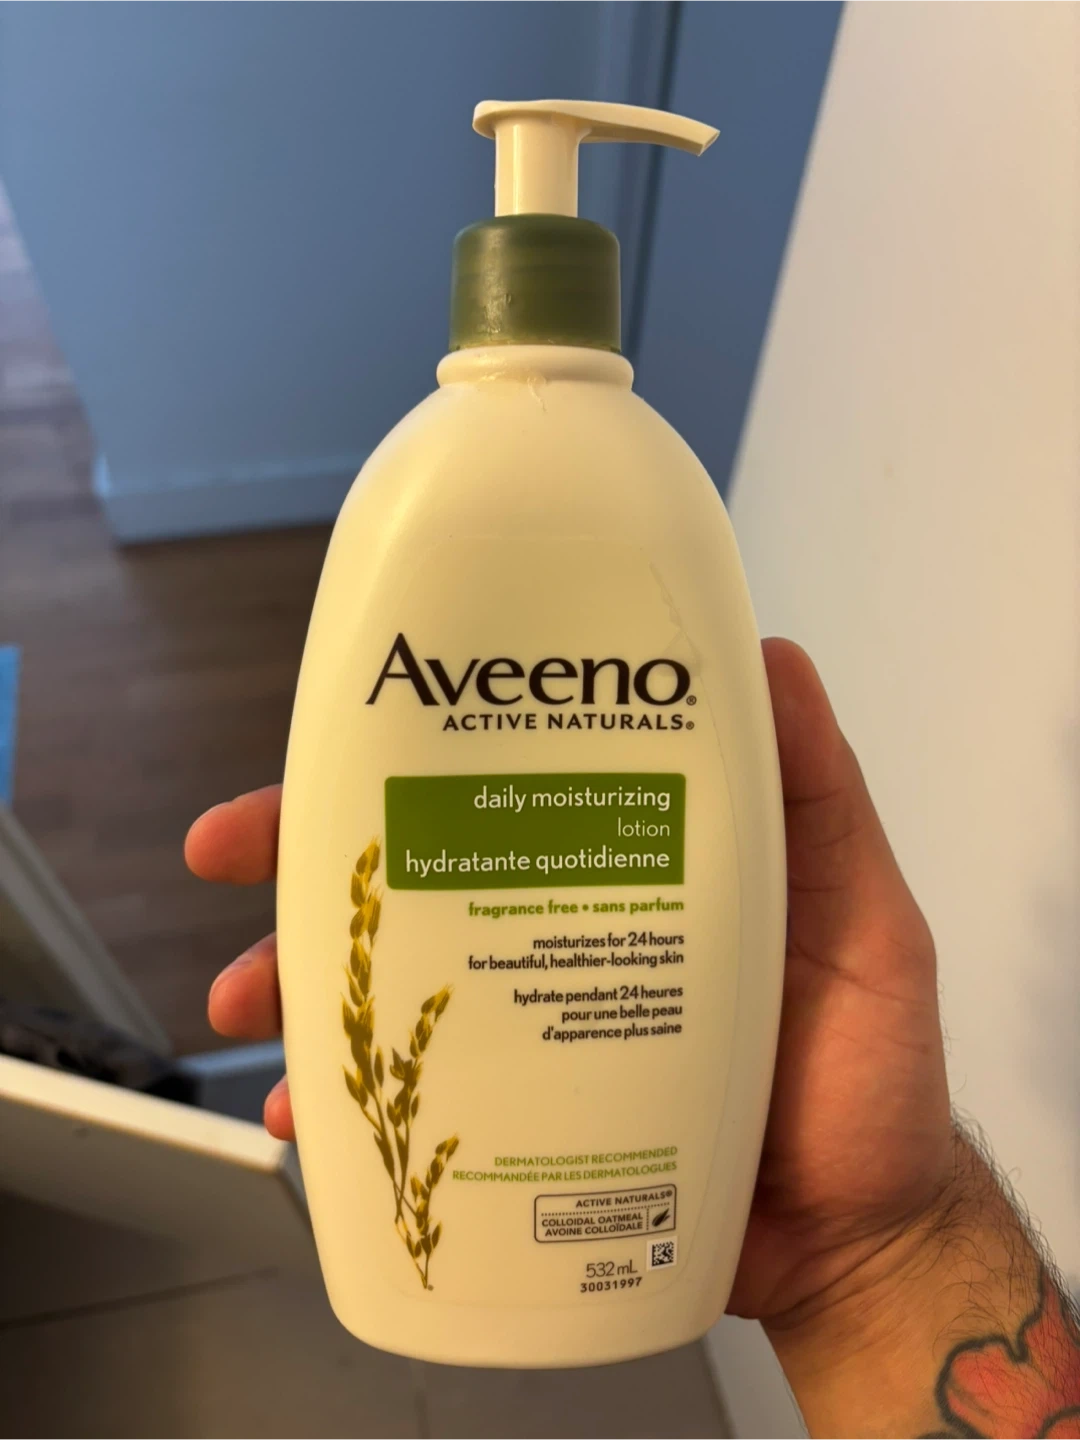 Aveeno®
ACTIVE NATURALS®
daily moisturizing
lotion
hydratante quotidienne
fragrance free • sans parfum
moisturizes for 24 hours
for beautiful, healthier-looking skin
hydrate pendant 24 heures
pour une belle peau
d'apparence plus saine
DERMATOLOGIST RECOMMENDED
RECOMMANDÉE PAR LES DERMATOLOGUES
ACTIVE NATURALS®
COLLOIDAL OATMEAL
AVOINE COLLOÏDALE
532 mL
30031997